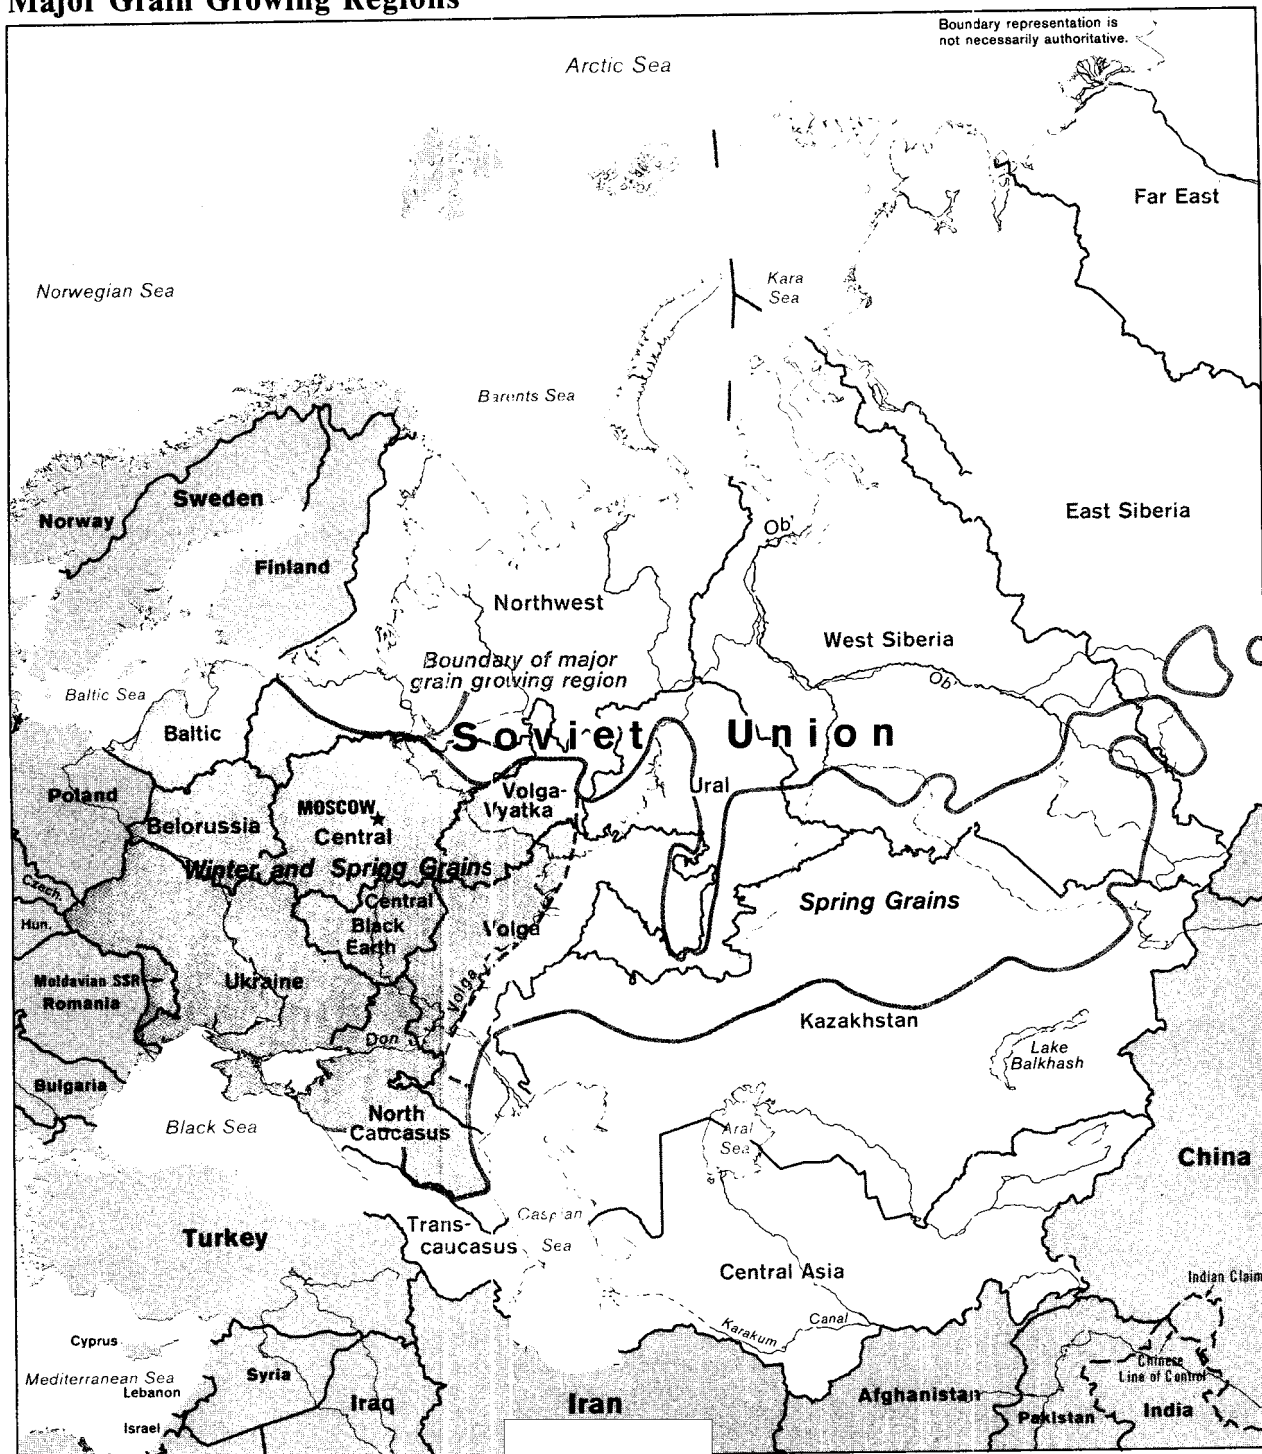 Major Grain Growing Regions
Boundary representation is
not necessarily authoritative.
Arctic Sea
Far East
Norwegian Sea
Kara
Sea
Barents Sea
Sweden
Norway
East Siberia
Ob'
Finland
Northwest
West Siberia
Boundary of major
grain growing region
Ob'
Baltic Sea
Baltic
Soviet Union
Ural
Poland
Volga-
Vyatka
MOSCOW
Belorussia
Central
Winter and Spring Grains
Czech.
Central
Black
Earth
Spring Grains
Hun.
Volga
Moldavian SSR
Ukraine
Romania
Volga
Kazakhstan
Don
Lake
Balkhash
Bulgaria
North
Caucasus
Black Sea
Aral
Sea
China
Caspian
Sea
Trans-
caucasus
Turkey
Central Asia
Indian Claim
Karakum
Canal
Cyprus
Chinese
Line of Control
Mediterranean Sea
Syria
Lebanon
Iraq
Iran
Afghanistan
Pakistan
India
Israel